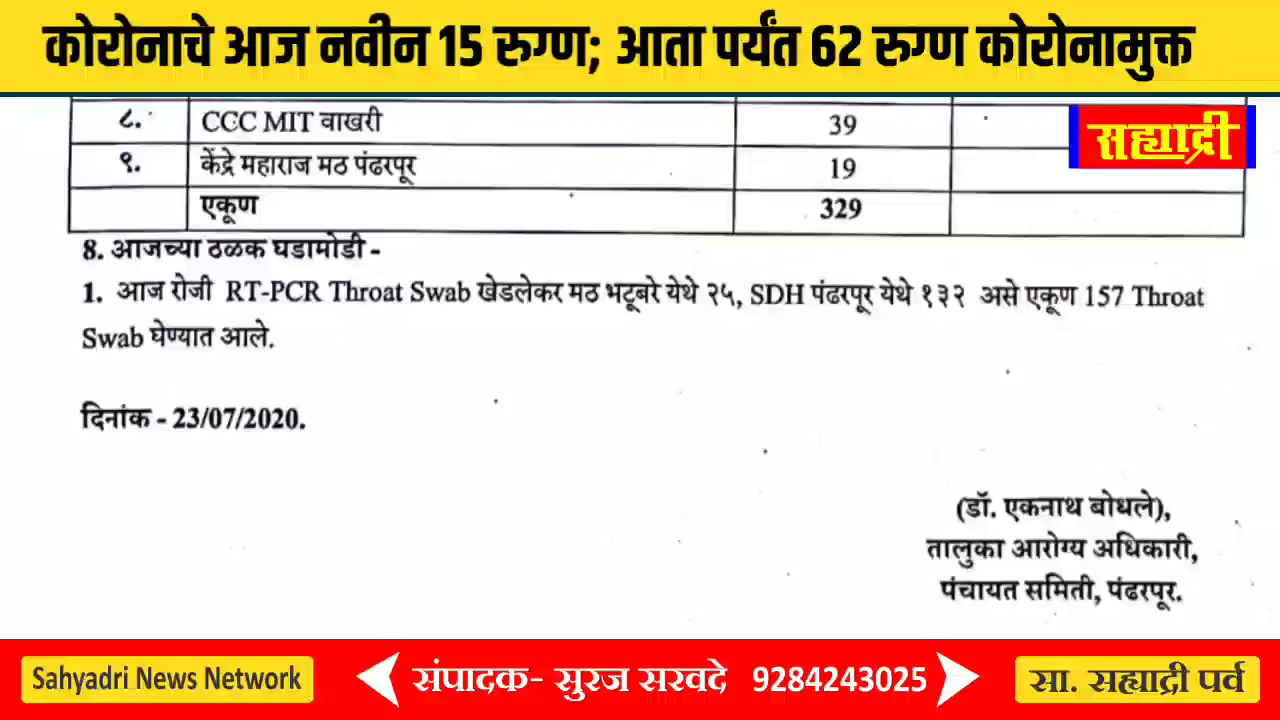 कोरोनाचे आज नवीन 15 रुग्ण; आता पर्यंत 62 रुग्ण कोरोनामुक्त
सह्याद्री
८. CCC MIT वाखरी 39
९. केंद्रे महाराज मठ पंढरपूर 19
एकूण 329
8. आजच्या ठळक घडामोडी -
1. आज रोजी RT-PCR Throat Swab खेडलेकर मठ भटूबरे येथे २५, SDH पंढरपूर येथे १३२ असे एकूण 157 Throat
Swab घेण्यात आले.
दिनांक - 23/07/2020.
(डॉ. एकनाथ बोधले),
तालुका आरोग्य अधिकारी,
पंचायत समिती, पंढरपूर.
Sahyadri News Network संपादक- सुरज सरवदे 9284243025 सा. सह्याद्री पर्व